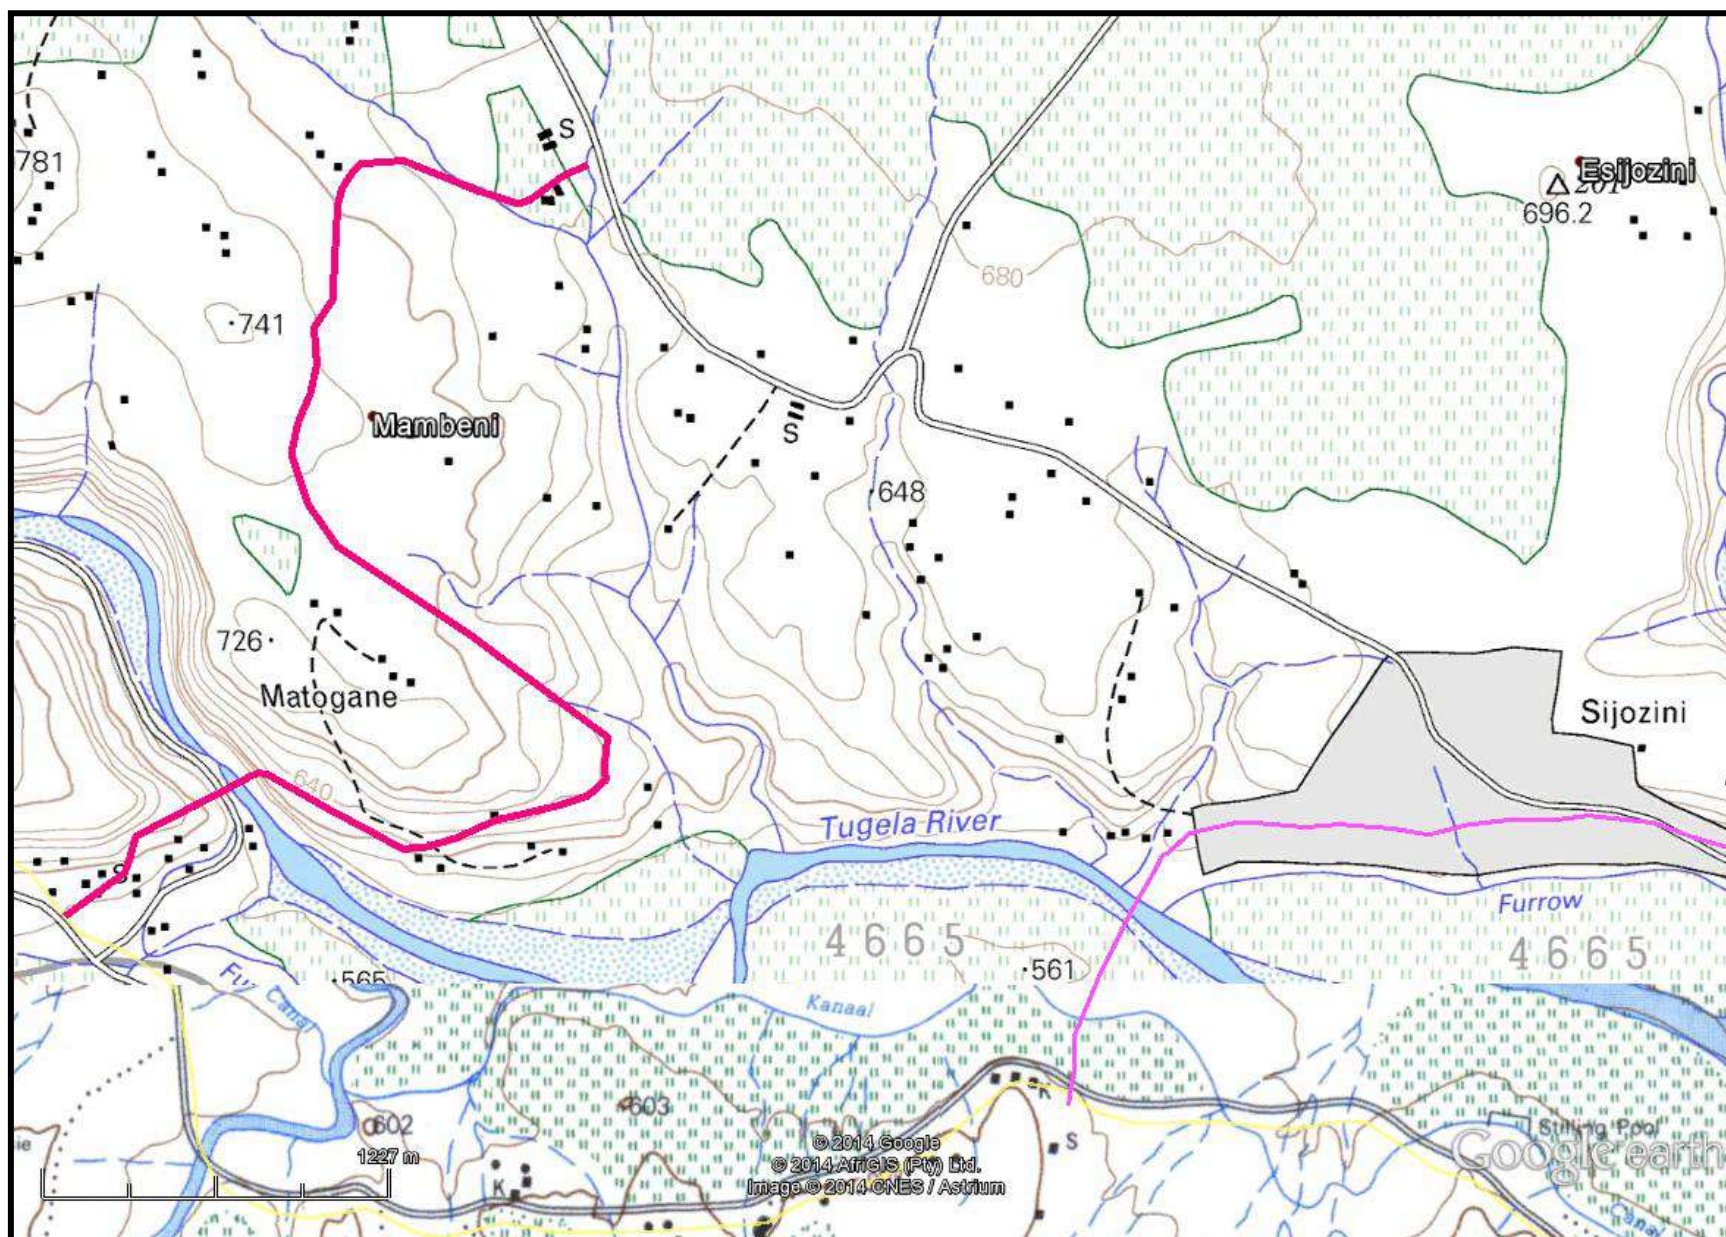 S
781
Esijozini
201
696.2
680
741
Mambeni
S
648
726
Matogane
Sijozini
640
Tugela River
S
Furrow
4665
4665
561
565
Canal
Kanaal
603
602
K
S
Stilling Pool
1227 m
© 2014 Google
© 2014 AfriGIS (Pty) Ltd.
Image © 2014 CNES / Astrium
Google earth
K
Canal